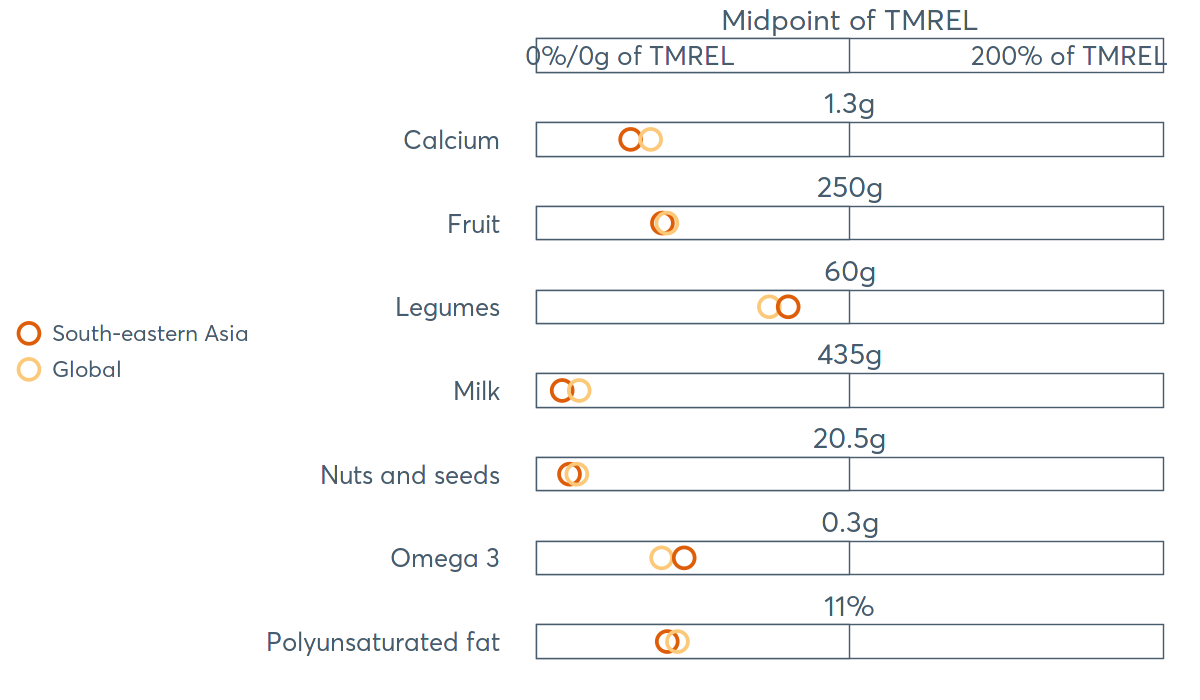 Midpoint of TMREL
0%/0g of TMREL 200% of TMREL
1.3g
Calcium
250g
Fruit
60g
Legumes
South-eastern Asia
435g
Global
Milk
20.5g
Nuts and seeds
0.3g
Omega 3
11%
Polyunsaturated fat